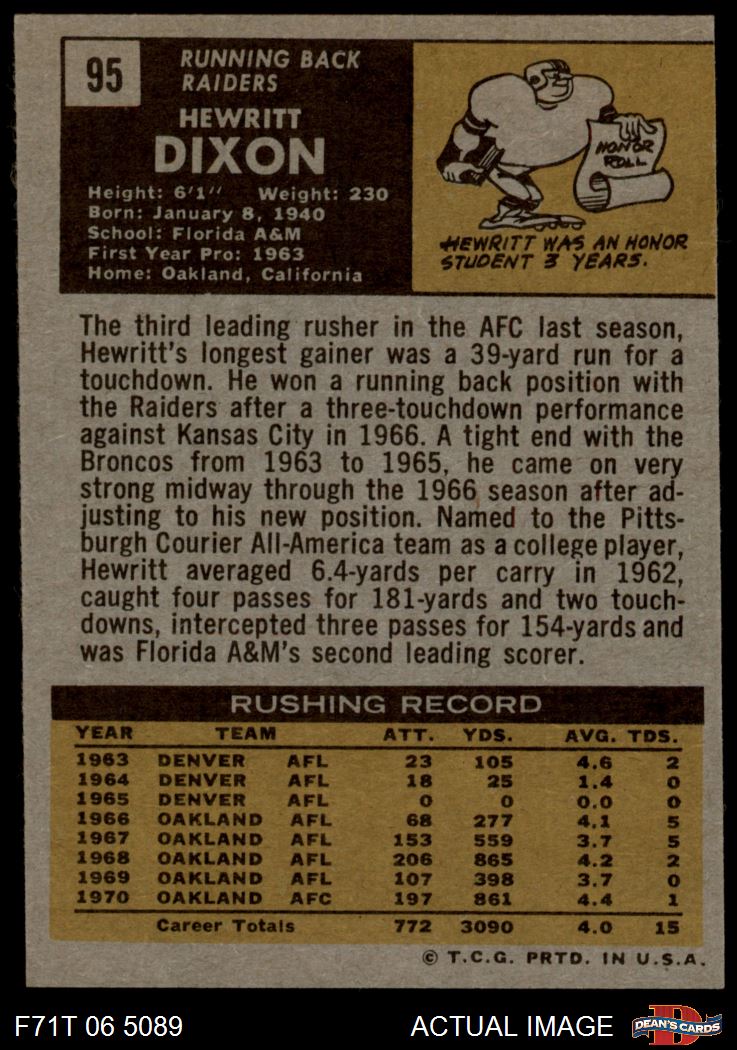 95
RUNNING BACK
RAIDERS
HEWRITT
DIXON
Height: 6'1" Weight: 230
Born: January 8, 1940
School: Florida A&M
First Year Pro: 1963
Home: Oakland, California
HONOR
ROLL
HEWRITT WAS AN HONOR
STUDENT 3 YEARS.
The third leading rusher in the AFC last season,
Hewritt's longest gainer was a 39-yard run for a
touchdown. He won a running back position with
the Raiders after a three-touchdown performance
against Kansas City in 1966. A tight end with the
Broncos from 1963 to 1965, he came on very
strong midway through the 1966 season after ad-
justing to his new position. Named to the Pitts-
burgh Courier All-America team as a college player,
Hewritt averaged 6.4-yards per carry in 1962,
caught four passes for 181-yards and two touch-
downs, intercepted three passes for 154-yards and
was Florida A&M's second leading scorer.
RUSHING RECORD
YEAR TEAM ATT. YDS. AVG. TDS.
1963 DENVER AFL 23 105 4.6 2
1964 DENVER AFL 18 25 1.4 0
1965 DENVER AFL 0 0 0.0 0
1966 OAKLAND AFL 68 277 4.1 5
1967 OAKLAND AFL 153 559 3.7 5
1968 OAKLAND AFL 206 865 4.2 2
1969 OAKLAND AFL 107 398 3.7 0
1970 OAKLAND AFC 197 861 4.4 1
Career Totals 772 3090 4.0 15
© T.C.G. PRTD. IN U.S.A.
F71T 06 5089 ACTUAL IMAGE
DEAN'S CARDS